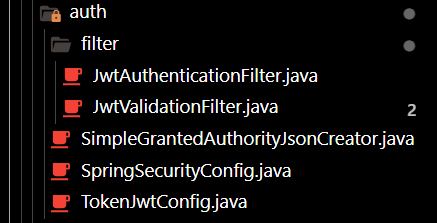 auth
filter
JwtAuthenticationFilter.java
JwtValidationFilter.java 2
SimpleGrantedAuthorityJsonCreator.java
SpringSecurityConfig.java
TokenJwtConfig.java